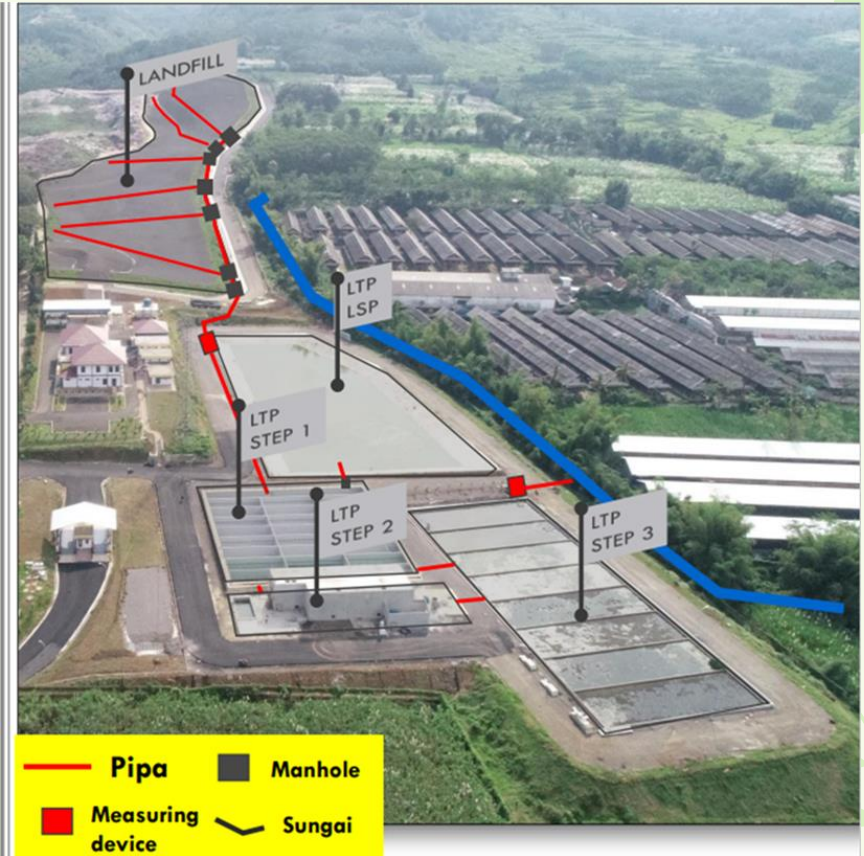 LANDFILL
LTP
LSP
LTP
STEP 1
LTP
STEP 2
LTP
STEP 3
Pipa
Manhole
Measuring
device
Sungai